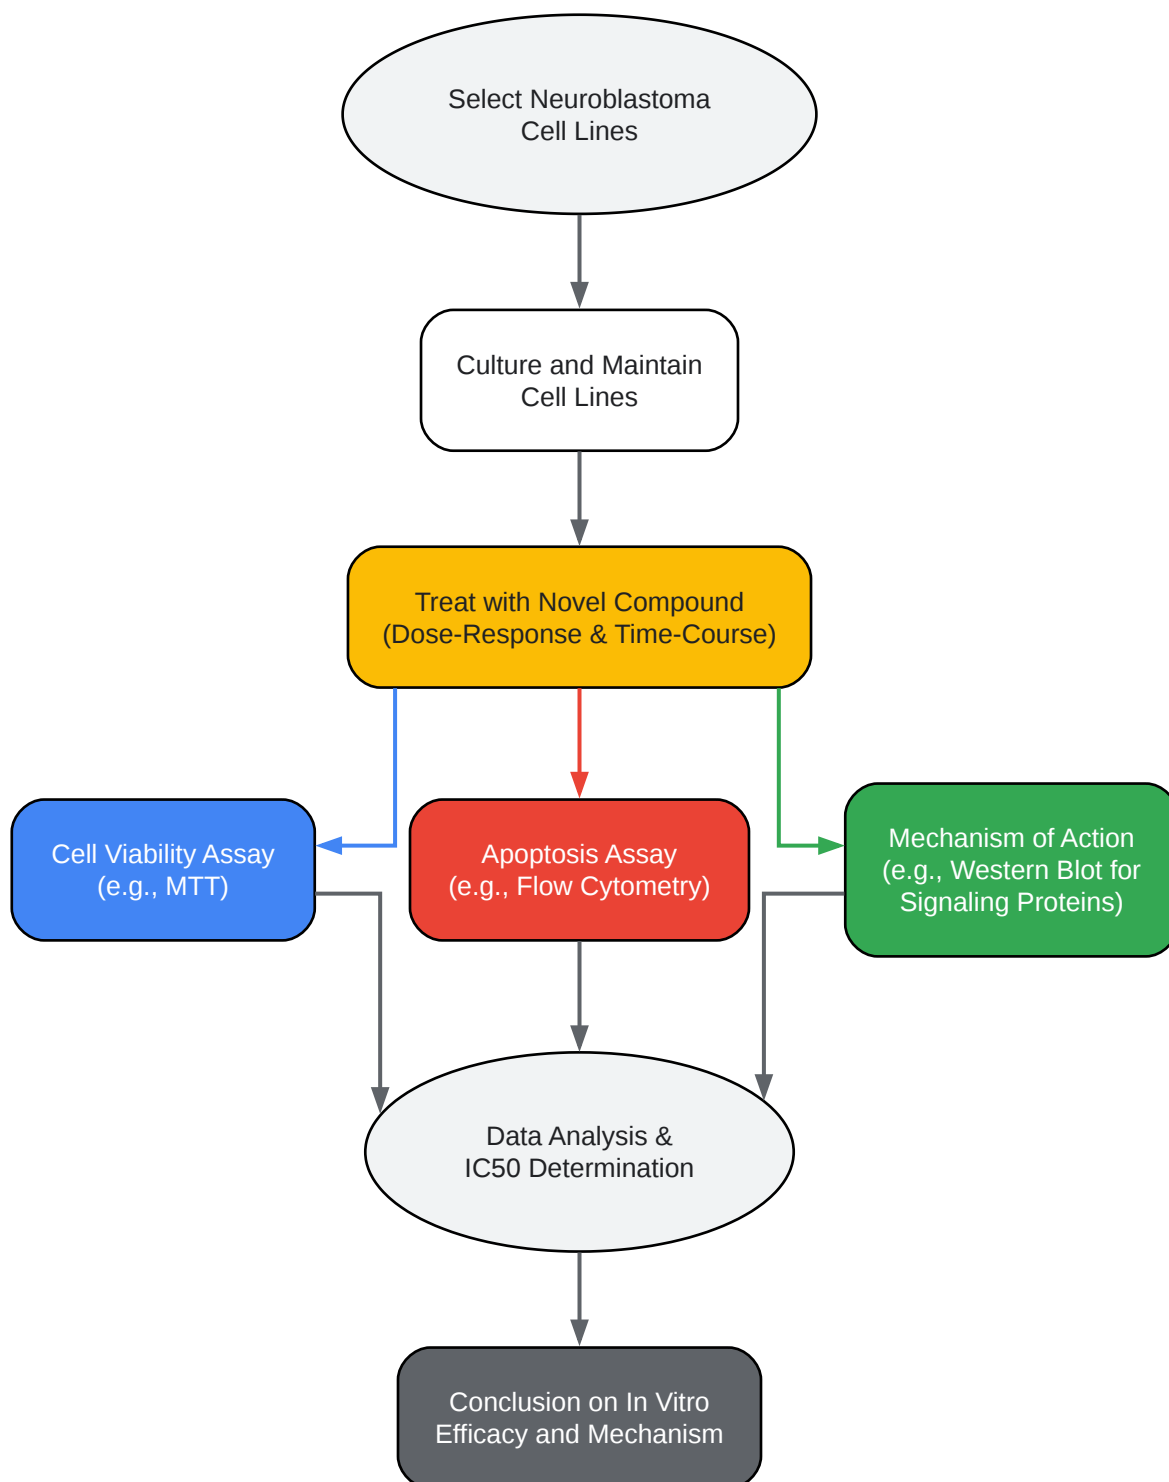 Select Neuroblastoma
Cell Lines
Culture and Maintain
Cell Lines
Treat with Novel Compound
(Dose-Response & Time-Course)
Cell Viability Assay
(e.g., MTT)
Apoptosis Assay
(e.g., Flow Cytometry)
Mechanism of Action
(e.g., Western Blot for
Signaling Proteins)
Data Analysis &
IC50 Determination
Conclusion on In Vitro
Efficacy and Mechanism